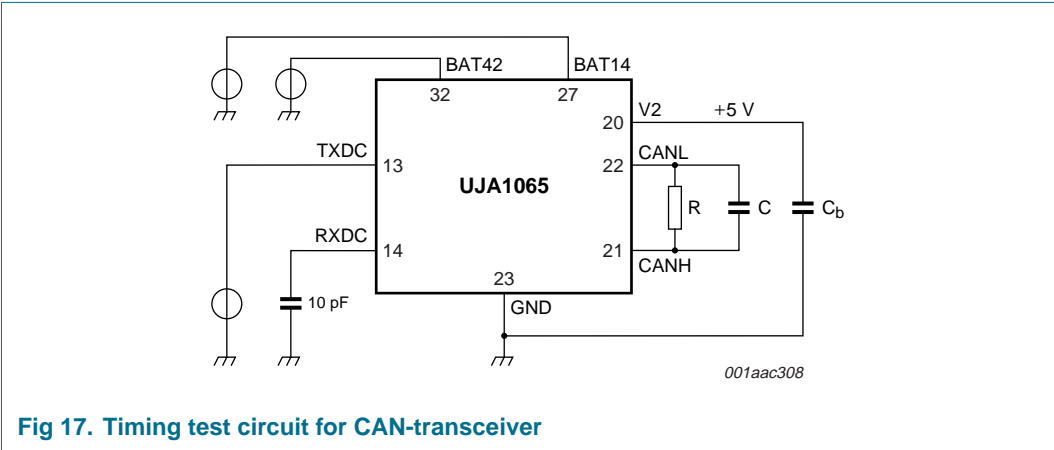 BAT42 BAT14
32 27
20 V2 +5 V
TXDC
13
CANL
22
UJA1065
R C Cb
RXDC
14
21
CANH
23
10 pF
GND
001aac308
Fig 17. Timing test circuit for CAN-transceiver